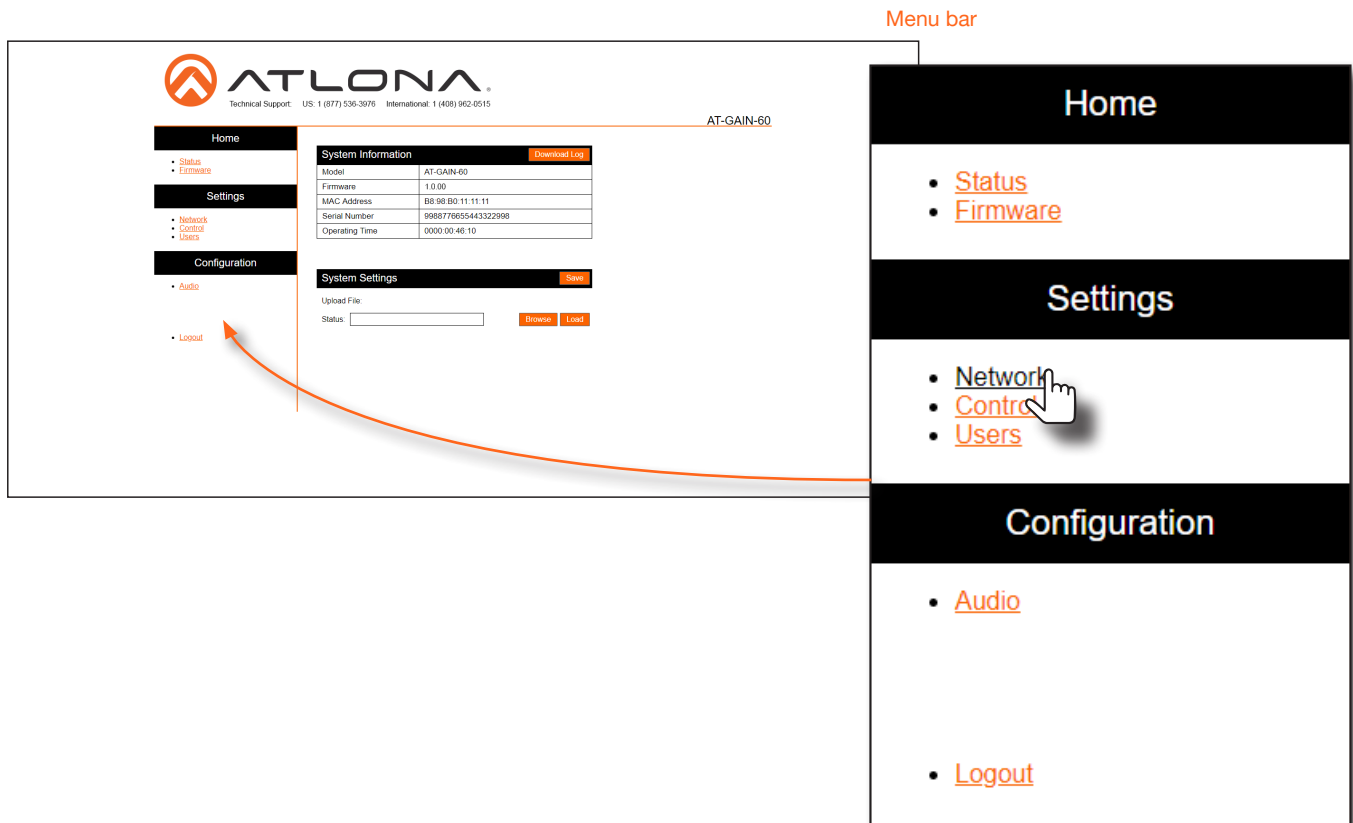 Menu bar
ATLONA.
Technical Support: US: 1 (877) 536-3976 International: 1 (408) 962-0515
AT-GAIN-60
Home
• Status
• Firmware
Settings
• Network
• Control
• Users
Configuration
• Audio
• Logout
System Information Download Log
Model AT-GAIN-60
Firmware 1.0.00
MAC Address B8:98:B0:11:11:11
Serial Number 9988776655443322998
Operating Time 0000:00:46:10
System Settings Save
Upload File:
Status: Browse Load
Home
• Status
• Firmware
Settings
• Network
• Control
• Users
Configuration
• Audio
• Logout